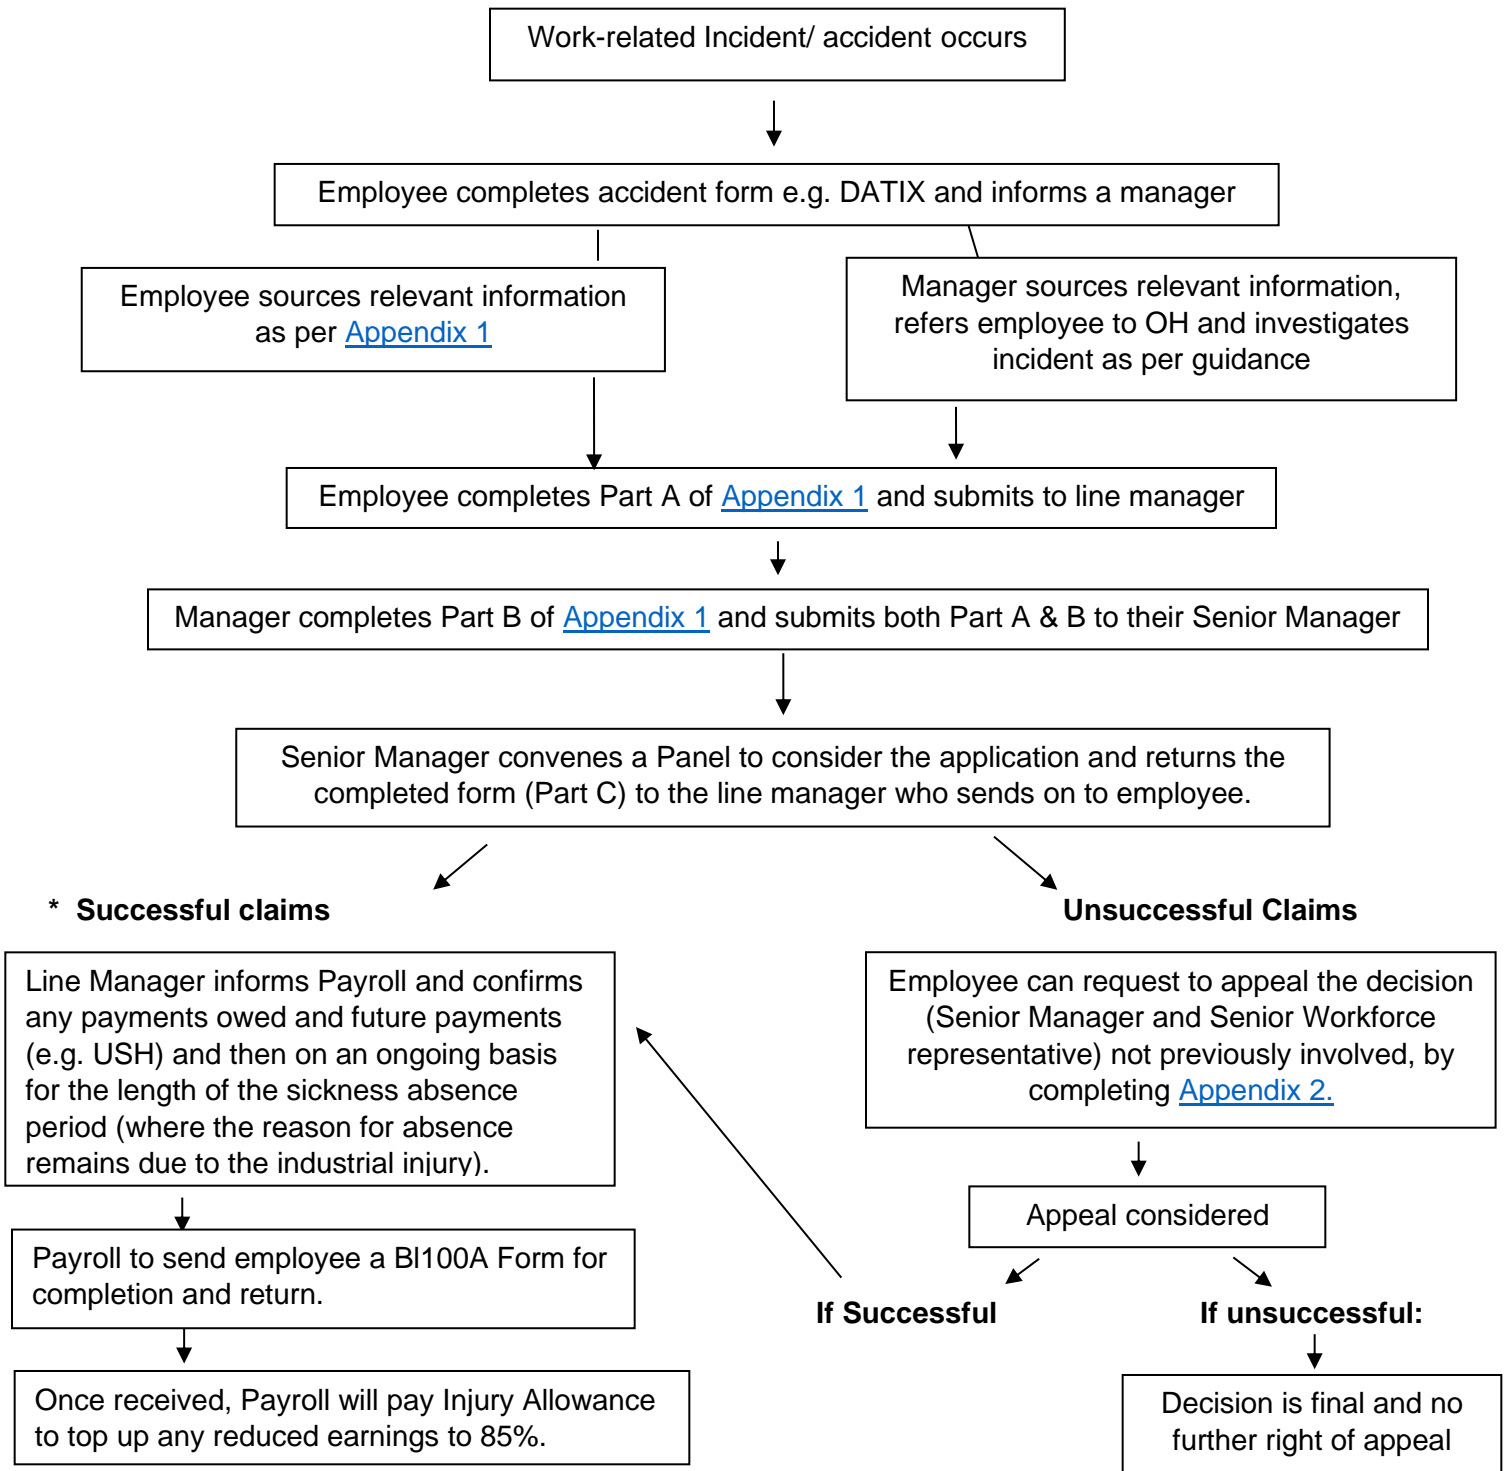 Work-related Incident/ accident occurs
Employee completes accident form e.g. DATIX and informs a manager
Employee sources relevant information
as per Appendix 1
Manager sources relevant information,
refers employee to OH and investigates
incident as per guidance
Employee completes Part A of Appendix 1 and submits to line manager
Manager completes Part B of Appendix 1 and submits both Part A & B to their Senior Manager
Senior Manager convenes a Panel to consider the application and returns the
completed form (Part C) to the line manager who sends on to employee.
* Successful claims
Line Manager informs Payroll and confirms
any payments owed and future payments
(e.g. USH) and then on an ongoing basis
for the length of the sickness absence
period (where the reason for absence
remains due to the industrial injury).
Payroll to send employee a BI100A Form for
completion and return.
Once received, Payroll will pay Injury Allowance
to top up any reduced earnings to 85%.
Unsuccessful Claims
Employee can request to appeal the decision
(Senior Manager and Senior Workforce
representative) not previously involved, by
completing Appendix 2.
Appeal considered
If Successful
If unsuccessful:
Decision is final and no
further right of appeal